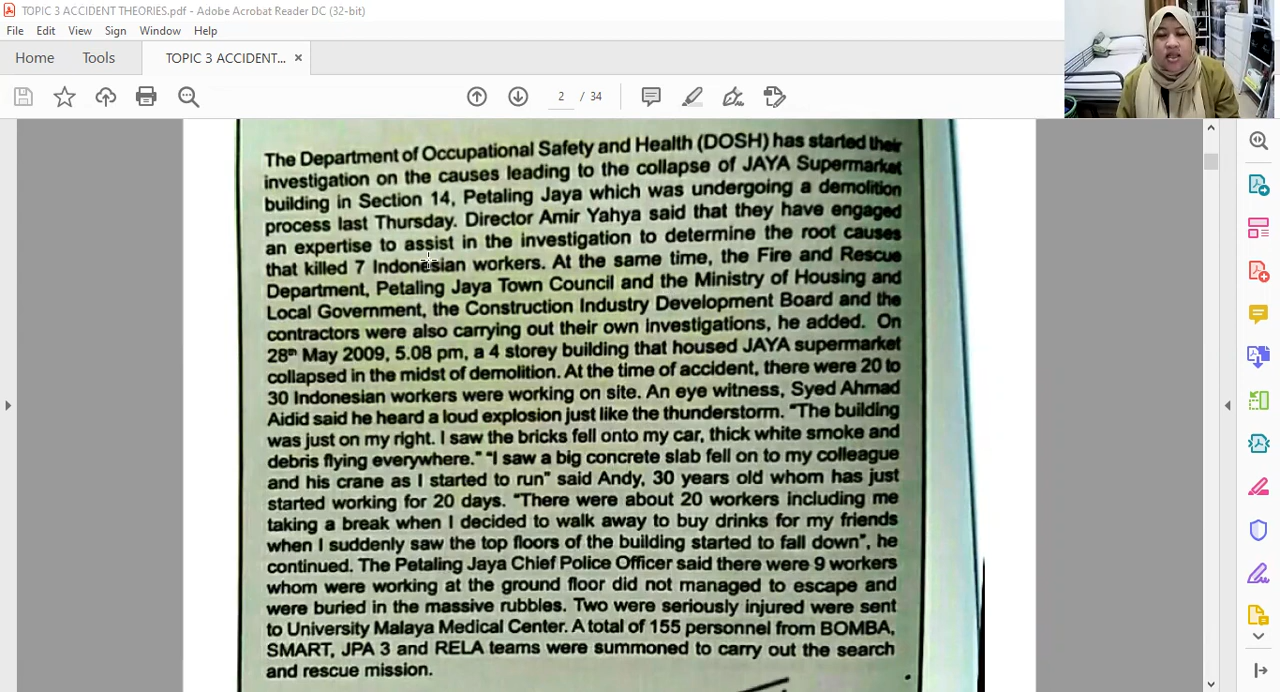 TOPIC 3 ACCIDENT THEORIES.pdf - Adobe Acrobat Reader DC (32-bit)
File Edit View Sign Window Help
Home Tools TOPIC 3 ACCIDENT... ×
2 / 34
The Department of Occupational Safety and Health (DOSH) has started their
investigation on the causes leading to the collapse of JAYA Supermarket
building in Section 14, Petaling Jaya which was undergoing a demolition
process last Thursday. Director Amir Yahya said that they have engaged
an expertise to assist in the investigation to determine the root causes
that killed 7 Indonesian workers. At the same time, the Fire and Rescue
Department, Petaling Jaya Town Council and the Ministry of Housing and
Local Government, the Construction Industry Development Board and the
contractors were also carrying out their own Investigations, he added. On
28th May 2009, 5.08 pm, a 4 storey building that housed JAYA supermarket
collapsed in the midst of demolition. At the time of accident, there were 20 to
30 Indonesian workers were working on site. An eye witness, Syed Ahmad
Aidid said he heard a loud explosion just like the thunderstorm. "The building
was just on my right. I saw the bricks fell onto my car, thick white smoke and
debris flying everywhere." "I saw a big concrete slab fell on to my colleague
and his crane as I started to run" said Andy, 30 years old whom has just
started working for 20 days. "There were about 20 workers including me
taking a break when I decided to walk away to buy drinks for my friends
when I suddenly saw the top floors of the building started to fall down", he
continued. The Petaling Jaya Chief Police Officer said there were 9 workers
whom were working at the ground floor did not managed to escape and
were buried in the massive rubbles. Two were seriously injured were sent
to University Malaya Medical Center. A total of 155 personnel from BOMBA,
SMART, JPA 3 and RELA teams were summoned to carry out the search
and rescue mission.